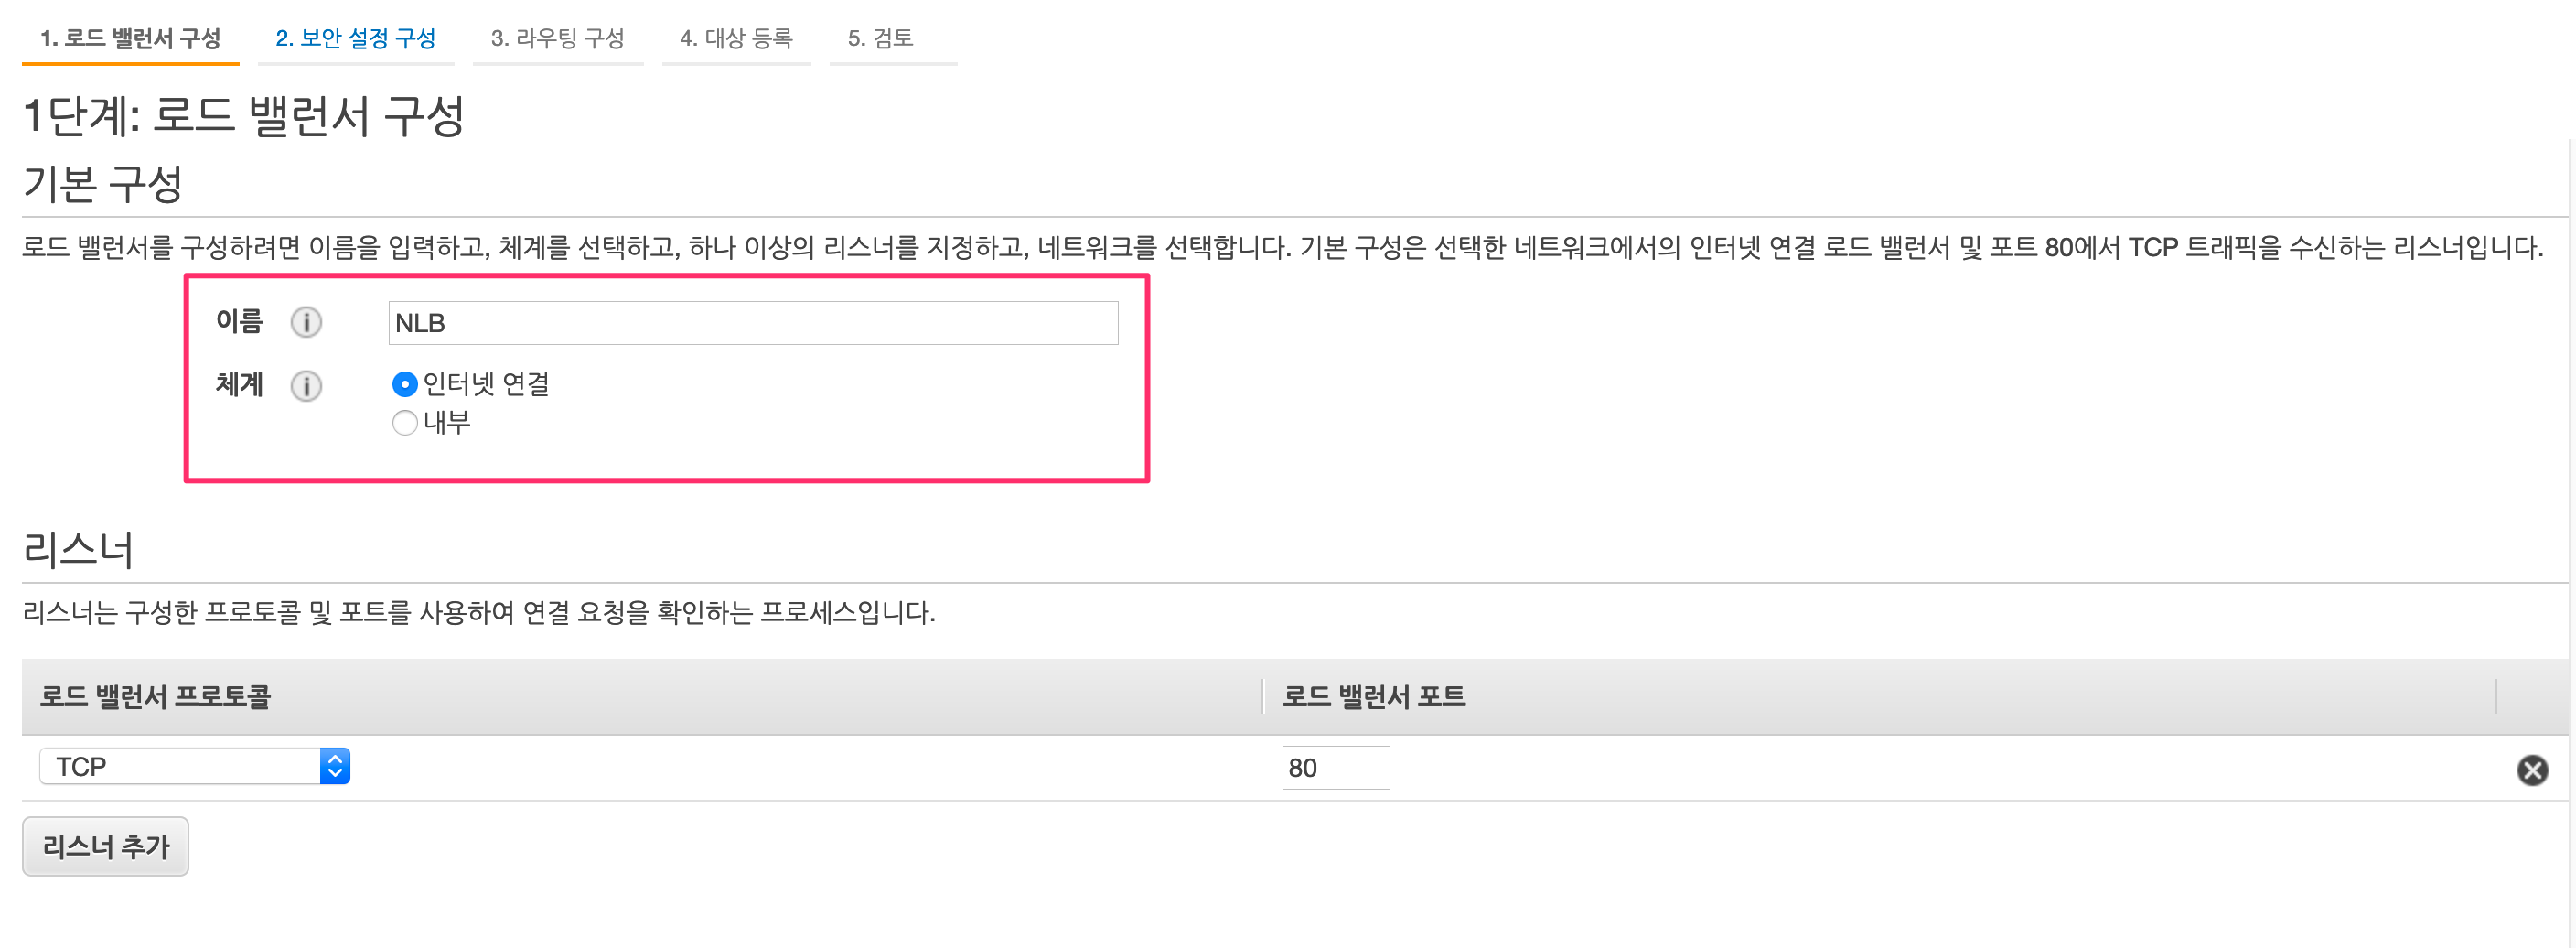 1. 로드 밸런서 구성 2. 보안 설정 구성 3. 라우팅 구성 4. 대상 등록 5. 검토
1단계: 로드 밸런서 구성
기본 구성
로드 밸런서를 구성하려면 이름을 입력하고, 체계를 선택하고, 하나 이상의 리스너를 지정하고, 네트워크를 선택합니다. 기본 구성은 선택한 네트워크에서의 인터넷 연결 로드 밸런서 및 포트 80에서 TCP 트래픽을 수신하는 리스너입니다.
이름 i NLB
체계 i 인터넷 연결
내부
리스너
리스너는 구성한 프로토콜 및 포트를 사용하여 연결 요청을 확인하는 프로세스입니다.
로드 밸런서 프로토콜 로드 밸런서 포트
TCP 80
리스너 추가